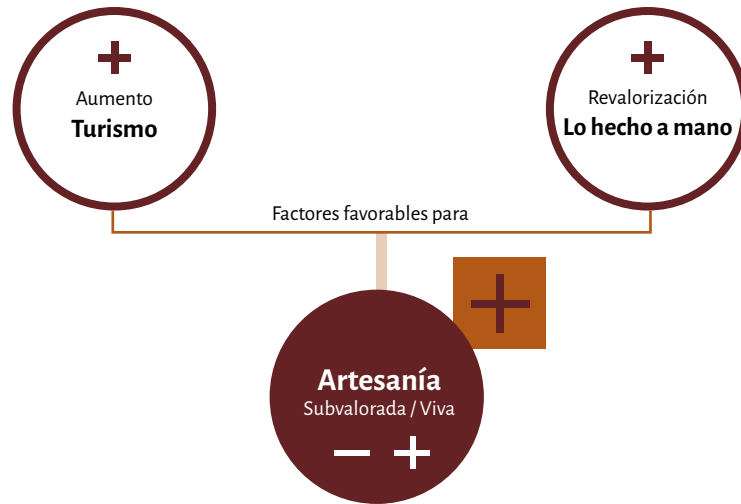 Aumento
Turismo
Revalorización
Lo hecho a mano
Factores favorables para
Artesanía
Subvalorada / Viva